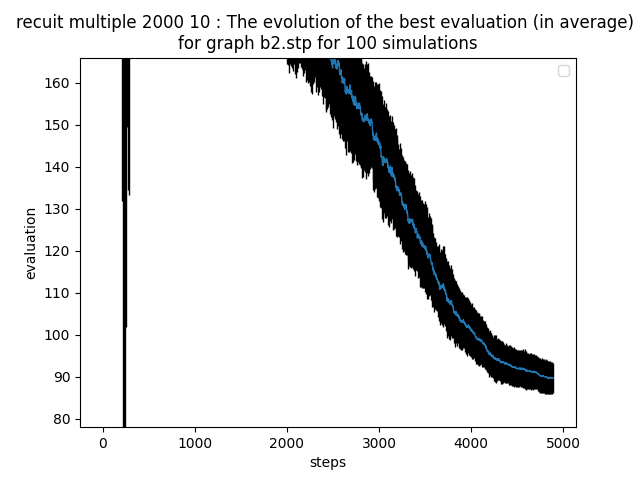 recuit multiple 2000 10 : The evolution of the best evaluation (in average)
for graph b2.stp for 100 simulations
160
150
140
130
120
110
100
90
80
evaluation
0 1000 2000 3000 4000 5000
steps